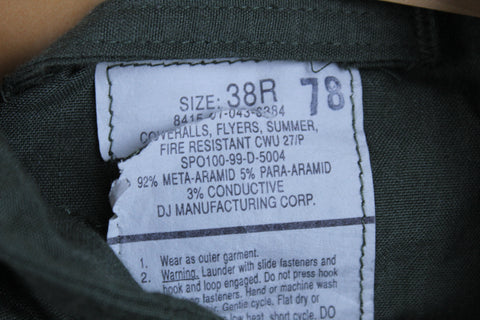 SIZE: 38R 78
8415-01-043-8384
COVERALLS, FLYERS, SUMMER,
FIRE RESISTANT CWU 27/P
SPO100-99-D-5004
92% META-ARAMID 5% PARA-ARAMID
3% CONDUCTIVE
DJ MANUFACTURING CORP.
1. Wear as outer garment.
2. Warning. Launder with slide fasteners and
hook and loop engaged. Do not press hook
fasteners. Hand or machine wash
Gentle cycle. Flat dry or
low heat, short cycle. DO